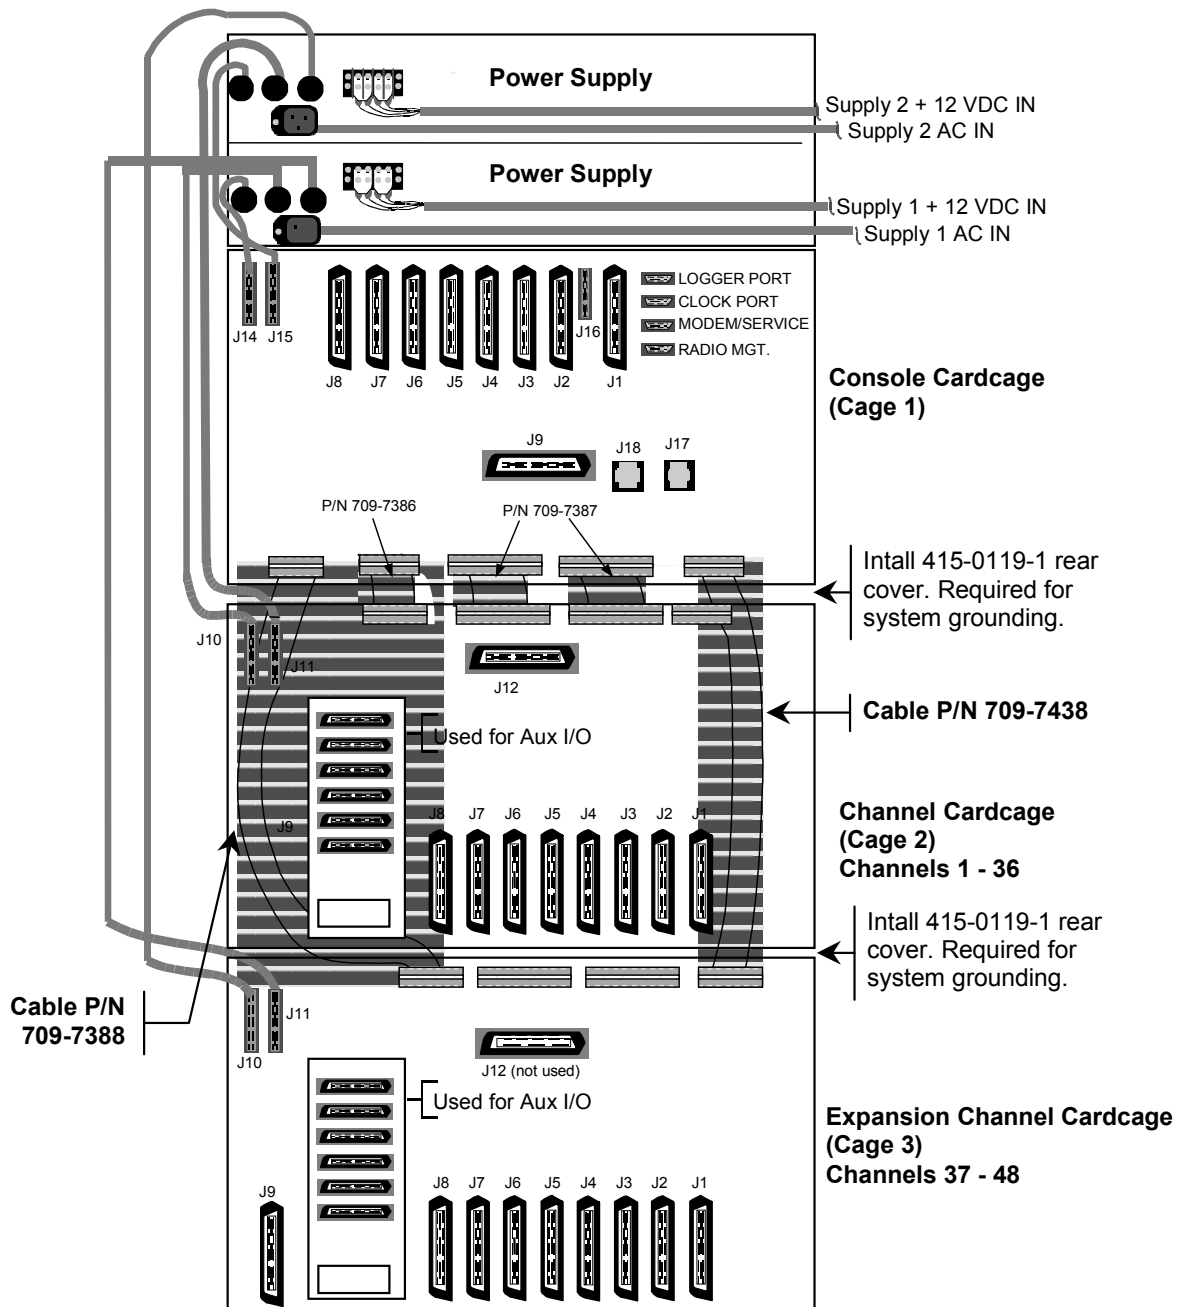 Power Supply
Supply 2 + 12 VDC IN
Supply 2 AC IN
Power Supply
Supply 1 + 12 VDC IN
Supply 1 AC IN
LOGGER PORT
CLOCK PORT
MODEM/SERVICE
RADIO MGT.
J14 J15
J16
J8 J7 J6 J5 J4 J3 J2 J1
Console Cardcage
(Cage 1)
J9
J18
J17
P/N 709-7386
P/N 709-7387
Intall 415-0119-1 rear
cover. Required for
system grounding.
J10
J11
J12
Cable P/N 709-7438
Used for Aux I/O
J9
J8 J7 J6 J5 J4 J3 J2 J1
Channel Cardcage
(Cage 2)
Channels 1 - 36
Intall 415-0119-1 rear
cover. Required for
system grounding.
Cable P/N
709-7388
J11
J10
J12 (not used)
Used for Aux I/O
Expansion Channel Cardcage
(Cage 3)
Channels 37 - 48
J9
J8 J7 J6 J5 J4 J3 J2 J1